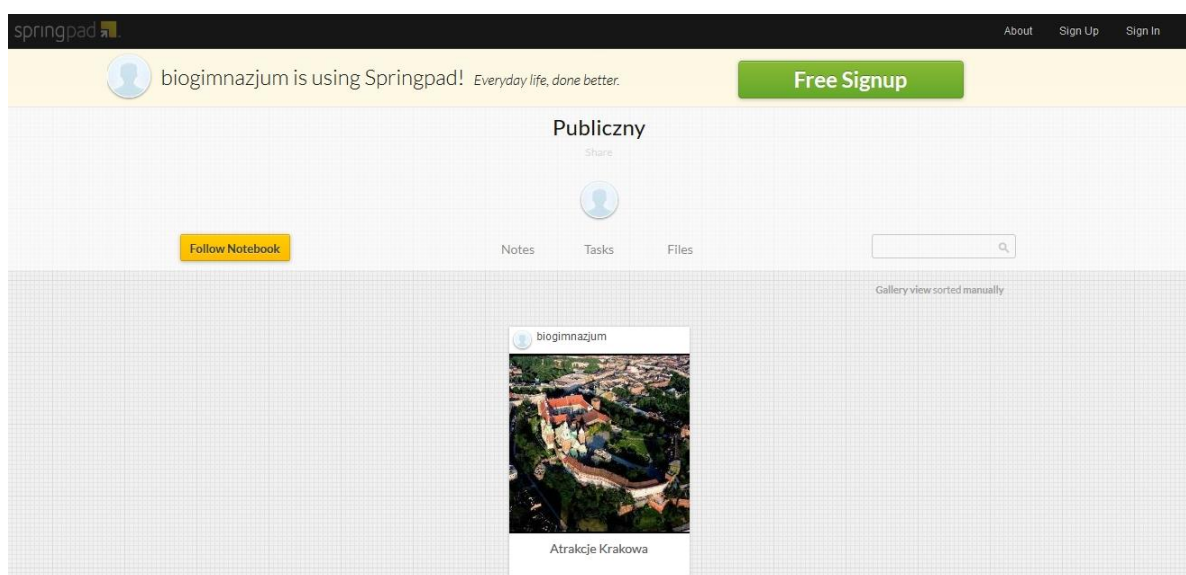 springpad
About Sign Up Sign In
biogimnazjum is using Springpad! Everyday life, done better.
Free Signup
Publiczny
Share
Follow Notebook
Notes Tasks Files
Gallery view sorted manually
biogimnazjum
Atrakcje Krakowa